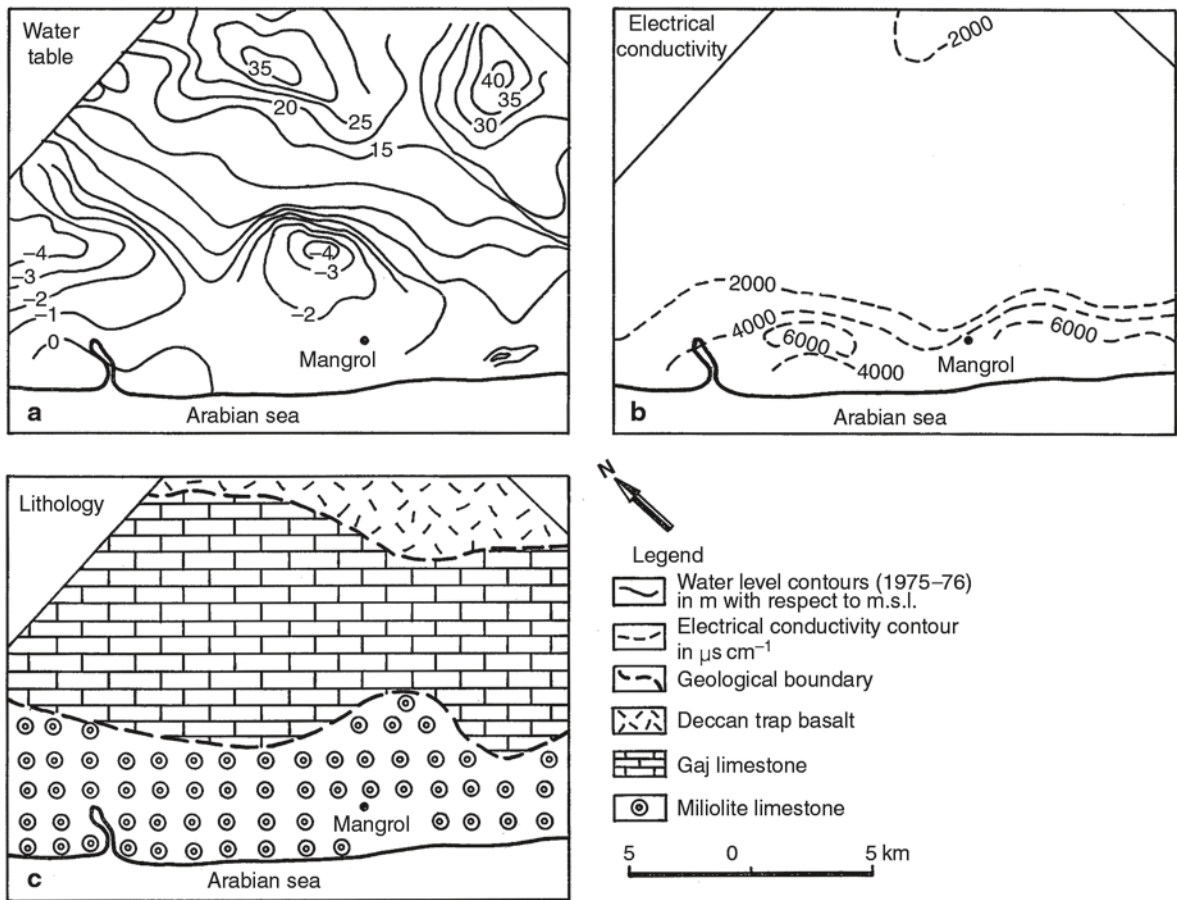 Water
table
35
20
25
15
40
35
30
–4
–3
–2
–1
0
–4
–3
–2
Mangrol
a
Arabian sea
Electrical
conductivity
2000
2000
4000
6000
4000
6000
Mangrol
b
Arabian sea
Lithology
Mangrol
c
Arabian sea
N
Legend
Water level contours (1975–76)
in m with respect to m.s.l.
Electrical conductivity contour
in µs cm⁻¹
Geological boundary
Deccan trap basalt
Gaj limestone
Miliolite limestone
5 0 5 km